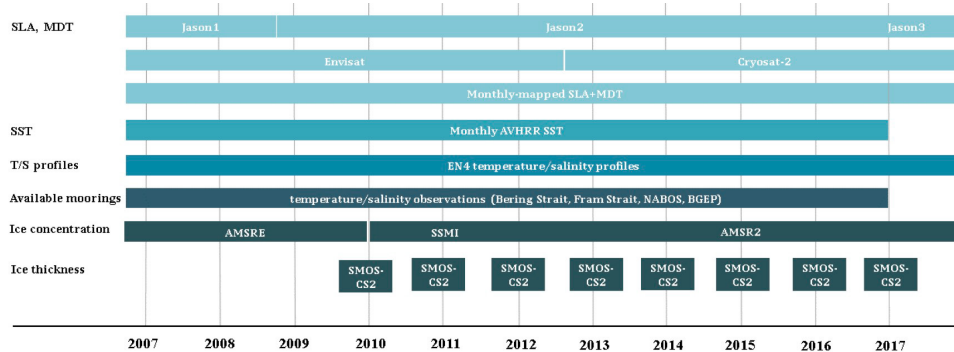 SLA, MDT Jason1 Jason2 Jason3
Envisat Cryosat-2
Monthly-mapped SLA+MDT
SST Monthly AVHRR SST
T/S profiles EN4 temperature/salinity profiles
Available moorings temperature/salinity observations (Bering Strait, Fram Strait, NABOS, BGEP)
Ice concentration AMSRE SSMI AMSR2
Ice thickness SMOS-CS2 SMOS-CS2 SMOS-CS2 SMOS-CS2 SMOS-CS2 SMOS-CS2 SMOS-CS2 SMOS-CS2
2007 2008 2009 2010 2011 2012 2013 2014 2015 2016 2017